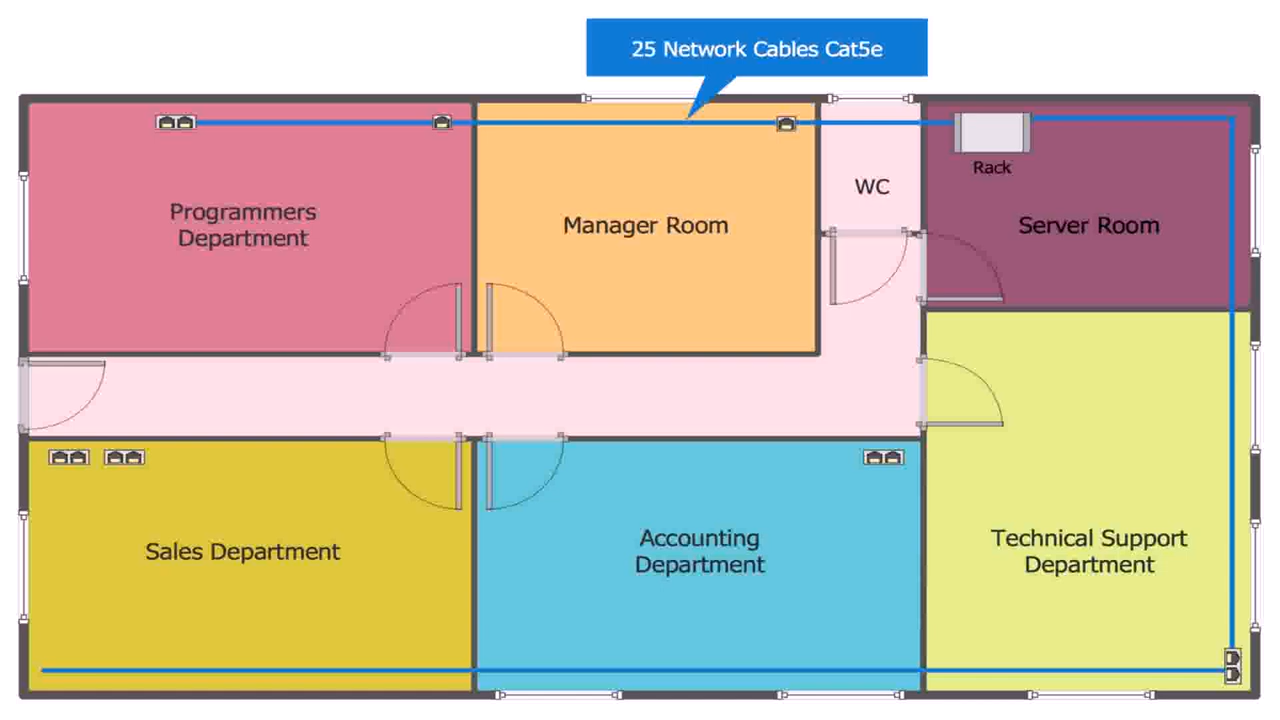 25 Network Cables Cat5e
Rack
WC
Programmers
Department
Manager Room
Server Room
Sales Department
Accounting
Department
Technical Support
Department